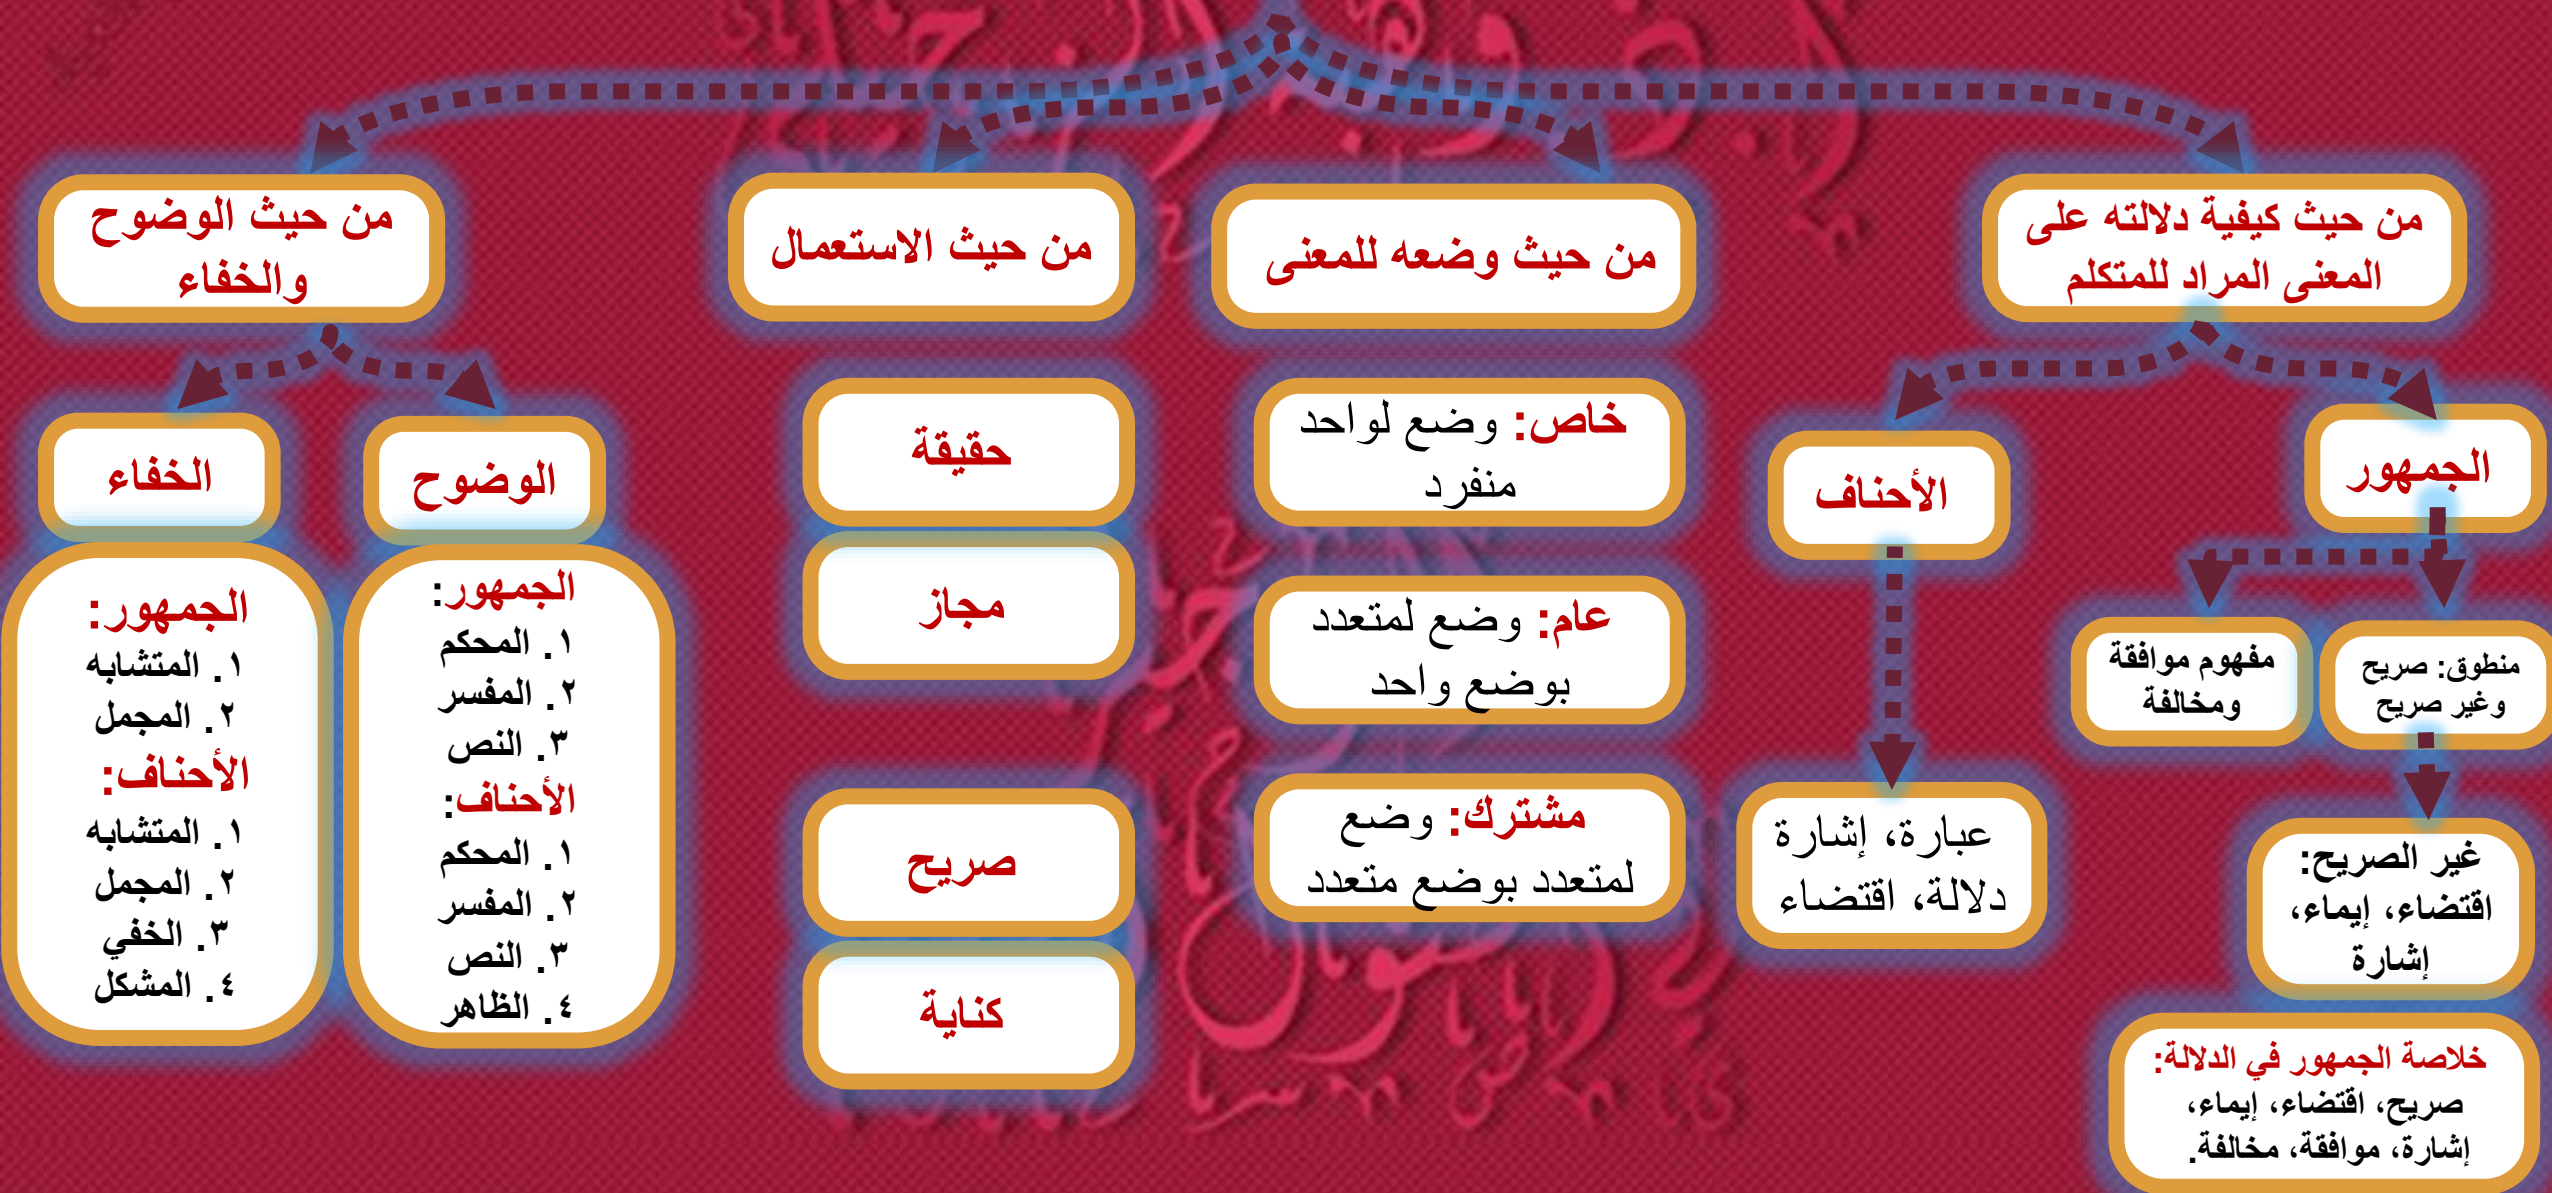 من حيث كيفية دلالته على
المعنى المراد للمتكلم
الجمهور
منطوق: صريح
وغير صريح
مفهوم موافقة
ومخالفة
غير الصريح:
اقتضاء، إيماء،
إشارة
خلاصة الجمهور في الدلالة:
صريح، اقتضاء، إيماء،
إشارة، موافقة، مخالفة.
الأحناف
عبارة، إشارة
دلالة، اقتضاء
من حيث وضعه للمعنى
خاص: وضع لواحد
منفرد
عام: وضع لمتعدد
بوضع واحد
مشترك: وضع
لمتعدد بوضع متعدد
من حيث الاستعمال
حقيقة
مجاز
صريح
كناية
من حيث الوضوح
والخفاء
الوضوح
الجمهور:
١. المحكم
٢. المفسر
٣. النص
الأحناف:
١. المحكم
٢. المفسر
٣. النص
٤. الظاهر
الخفاء
الجمهور:
١. المتشابه
٢. المجمل
الأحناف:
١. المتشابه
٢. المجمل
٣. الخفي
٤. المشكل